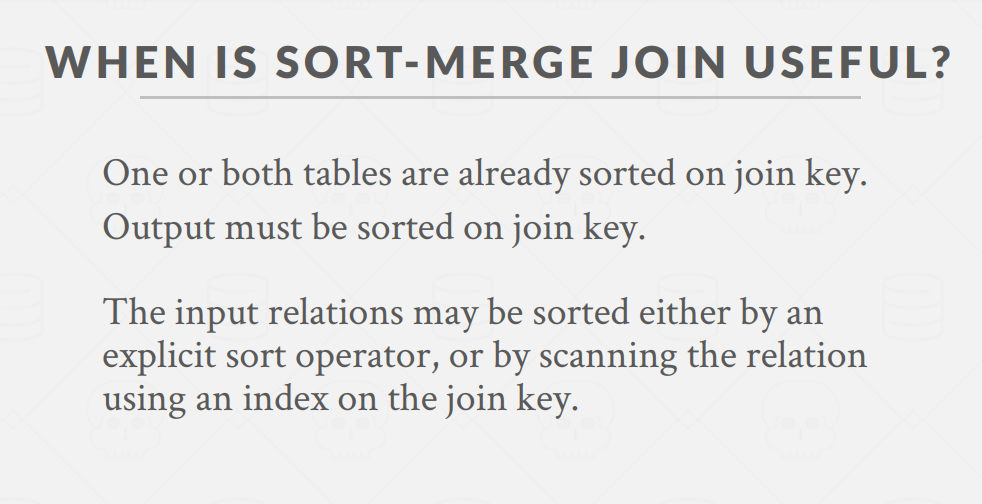 WHEN IS SORT-MERGE JOIN USEFUL?
One or both tables are already sorted on join key.
Output must be sorted on join key.
The input relations may be sorted either by an
explicit sort operator, or by scanning the relation
using an index on the join key.